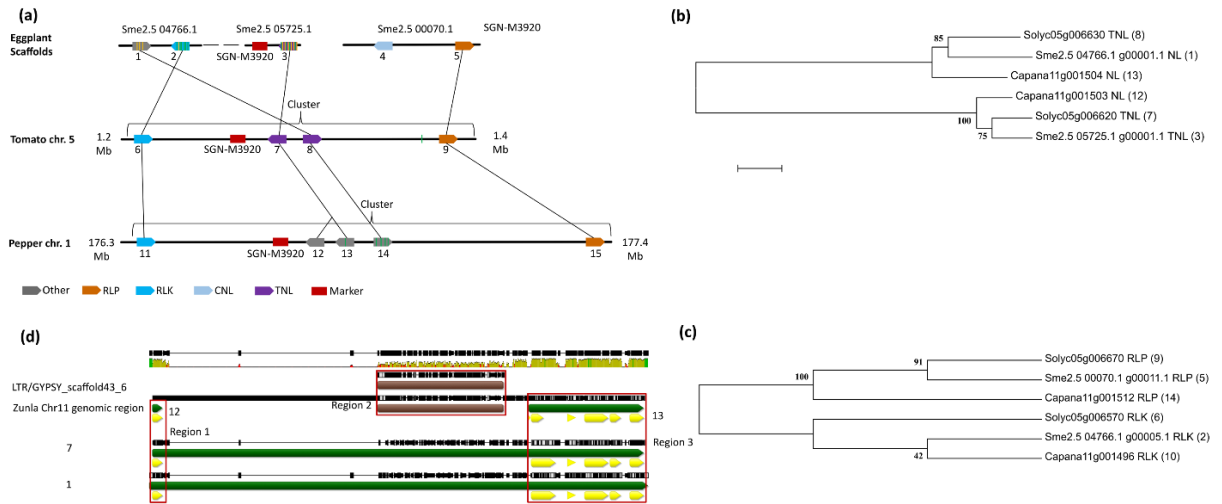 (a)
Eggplant Scaffolds
Sme2.5 04766.1
Sme2.5 05725.1
Sme2.5 00070.1
SGN-M3920
1
2
SGN-M3920
3
4
5
Cluster
Tomato chr. 5
1.2 Mb
1.4 Mb
6
SGN-M3920
7
8
9
Cluster
Pepper chr. 1
176.3 Mb
177.4 Mb
11
SGN-M3920
12
13
14
15
Other
RLP
RLK
CNL
TNL
Marker
(b)
85
Solyc05g006630 TNL (8)
Sme2.5 04766.1 g00001.1 NL (1)
Capana11g001504 NL (13)
Capana11g001503 NL (12)
100
Solyc05g006620 TNL (7)
75
Sme2.5 05725.1 g00001.1 TNL (3)
(d)
LTR/GYPSY_scaffold43_6
Zunla Chr11 genomic region
12
Region 1
Region 2
13
Region 3
7
1
(c)
91
Solyc05g006670 RLP (9)
100
Sme2.5 00070.1 g00011.1 RLP (5)
Capana11g001512 RLP (14)
Solyc05g006570 RLK (6)
Sme2.5 04766.1 g00005.1 RLK (2)
42
Capana11g001496 RLK (10)